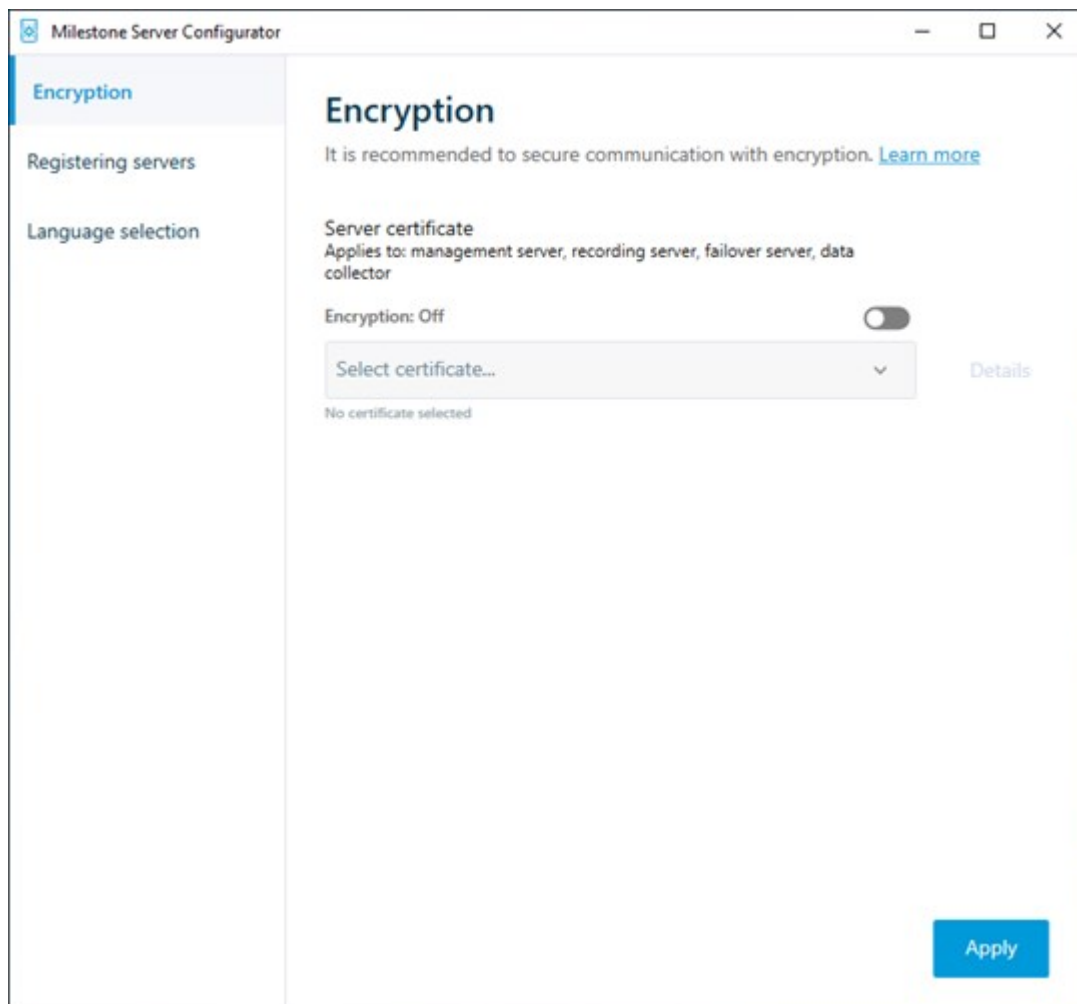 Milestone Server Configurator
Encryption
Registering servers
Language selection
Encryption
It is recommended to secure communication with encryption. Learn more
Server certificate
Applies to: management server, recording server, failover server, data
collector
Encryption: Off
Select certificate...
Details
No certificate selected
Apply